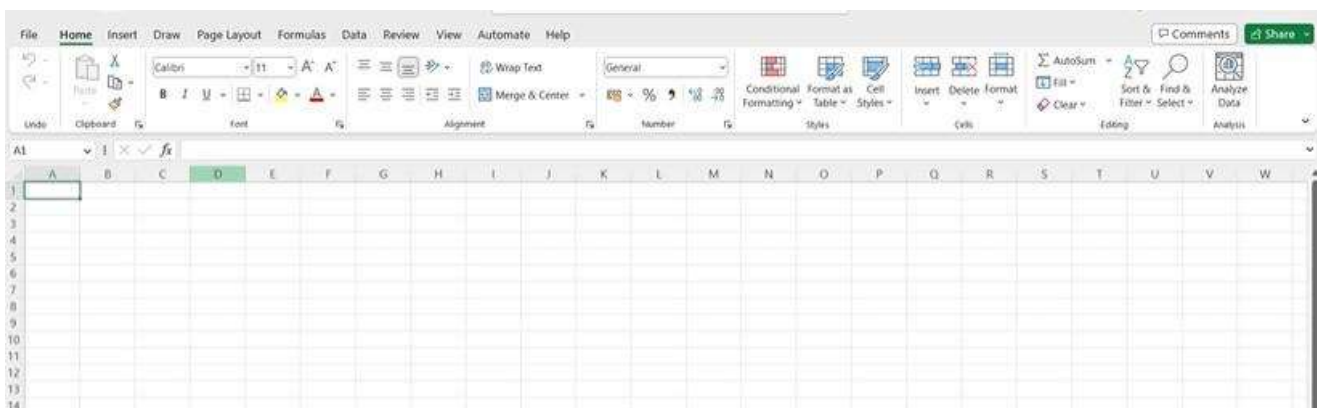 File Home Insert Draw Page Layout Formulas Data Review View Automate Help Comments Share
Calibri 11 A A Wrap Text General AutoSum
Paste Conditional Format as Cell Insert Delete Format Fill Sort & Find & Analyze
B I U A Merge & Center % Formatting Table Styles Clear Filter Select Data
Undo Clipboard Font Alignment Number Styles Cells Editing Analysis
A1 fx
A B C D E F G H I J K L M N O P Q R S T U V W
1
2
3
4
5
6
7
8
9
10
11
12
13
14